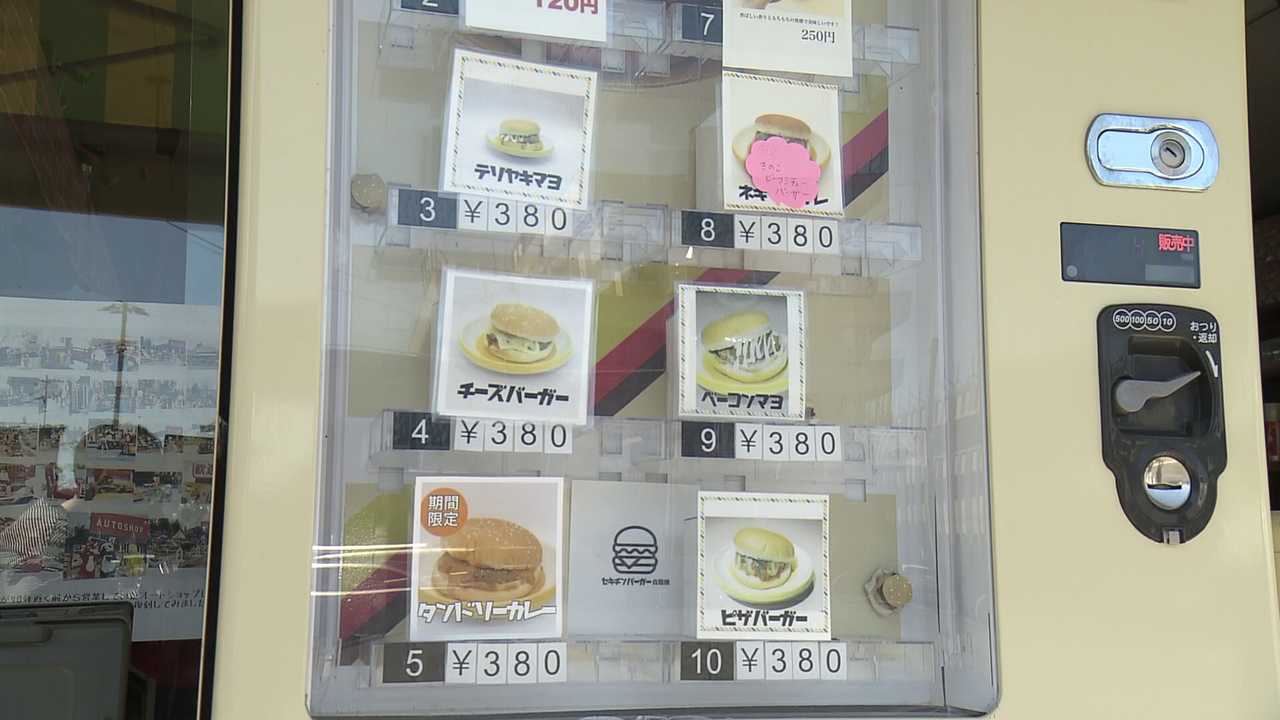 2
120円
7
250円
テリヤキマヨ
3 ¥380
きのこ
ビーフシチュー
バーガー
8 ¥380
チーズバーガー
4 ¥380
ベーコンマヨ
9 ¥380
期間
限定
タンドリーカレー
5 ¥380
セキチンバーガー自販機
ピザバーガー
10 ¥380
販売中
500 100 50 10
おつり
・返却
AUTOSHOP